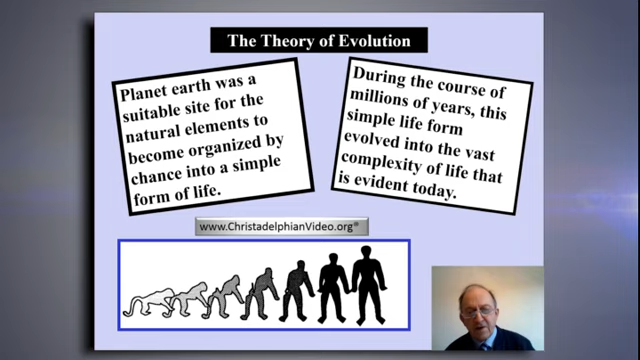 The Theory of Evolution
Planet earth was a
suitable site for the
natural elements to
become organized by
chance into a simple
form of life.
During the course of
millions of years, this
simple life form
evolved into the vast
complexity of life that
is evident today.
www.ChristadelphianVideo.org®